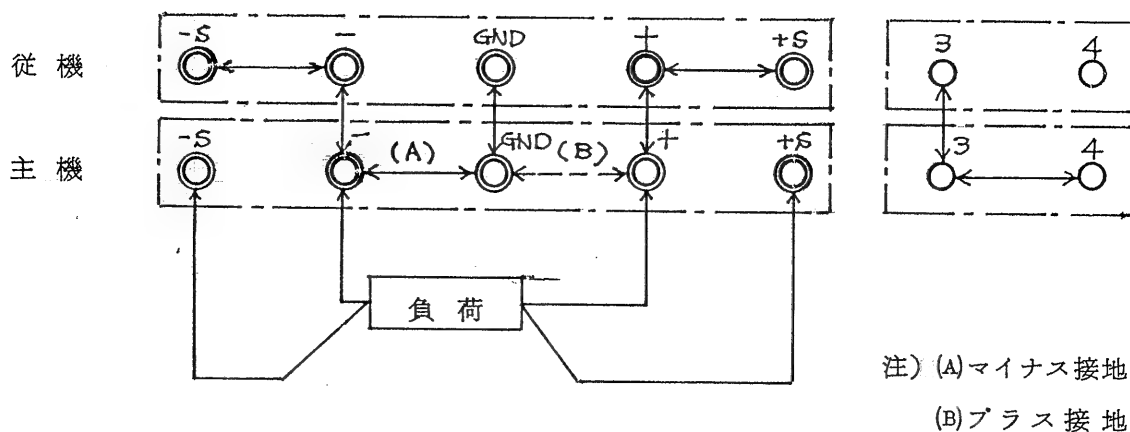 -S - GND + +S 3 4
従機
-S - (A) GND (B) + +S 3 4
主機
負荷
注) (A)マイナス接地
(B)プラス接地